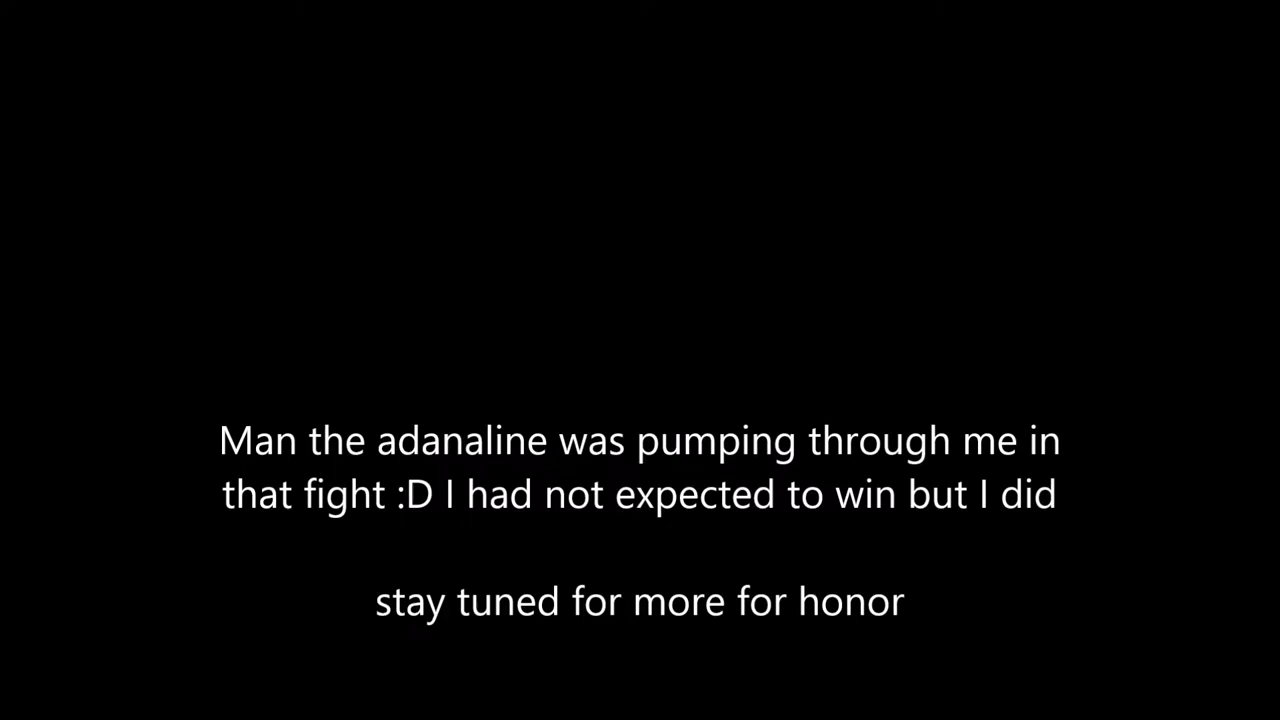 Man the adanaline was pumping through me in
that fight :D I had not expected to win but I did
stay tuned for more for honor